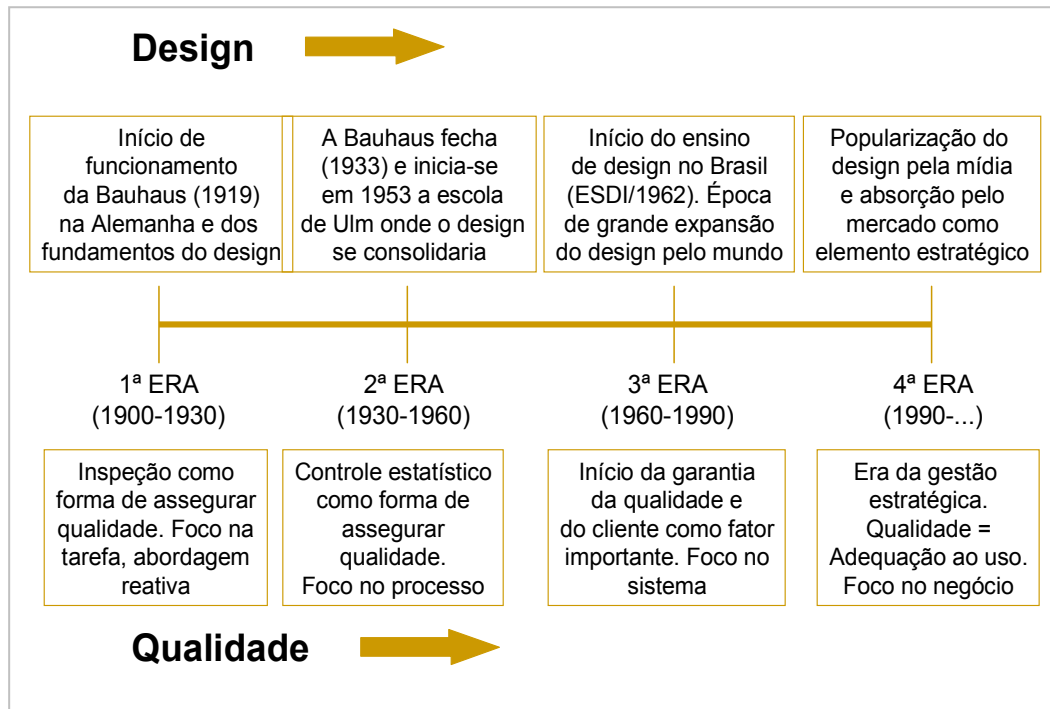 Design
Início de
funcionamento
da Bauhaus (1919)
na Alemanha e dos
fundamentos do design
A Bauhaus fecha
(1933) e inicia-se
em 1953 a escola
de Ulm onde o design
se consolidaria
Início do ensino
de design no Brasil
(ESDI/1962). Época
de grande expansão
do design pelo mundo
Popularização do
design pela mídia
e absorção pelo
mercado como
elemento estratégico
1ª ERA
(1900-1930)
2ª ERA
(1930-1960)
3ª ERA
(1960-1990)
4ª ERA
(1990-...)
Inspeção como
forma de assegurar
qualidade. Foco na
tarefa, abordagem
reativa
Controle estatístico
como forma de
assegurar
qualidade.
Foco no processo
Início da garantia
da qualidade e
do cliente como fator
importante. Foco no
sistema
Era da gestão
estratégica.
Qualidade =
Adequação ao uso.
Foco no negócio
Qualidade